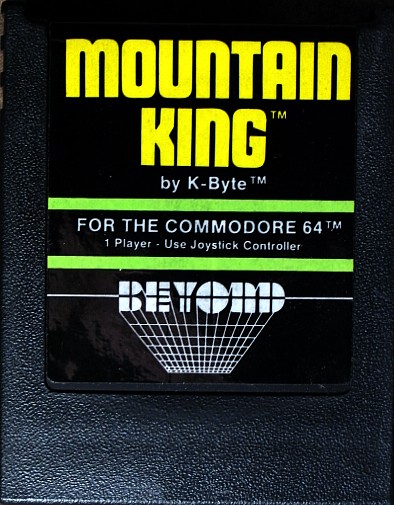 MOUNTAIN
KING™
by K-Byte™
FOR THE COMMODORE 64™
1 Player - Use Joystick Controller
BEYOND